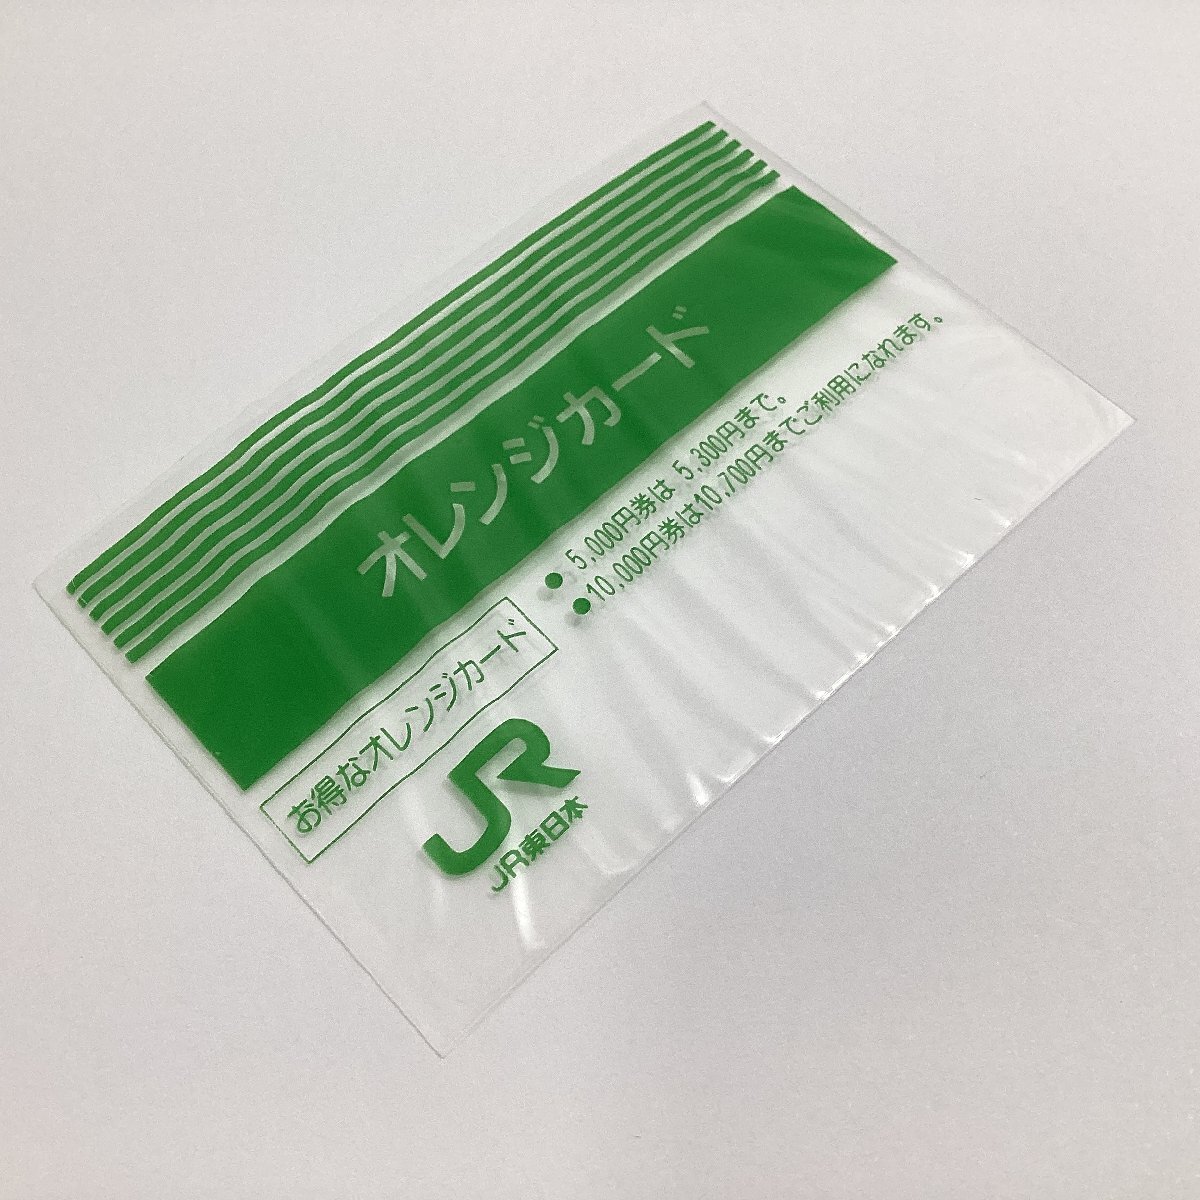 オレンジカード
お得なオレンジカード
● 5,000円券は 5,300円まで。
●10,000円券は10,700円までご利用になれます。
JR
JR東日本